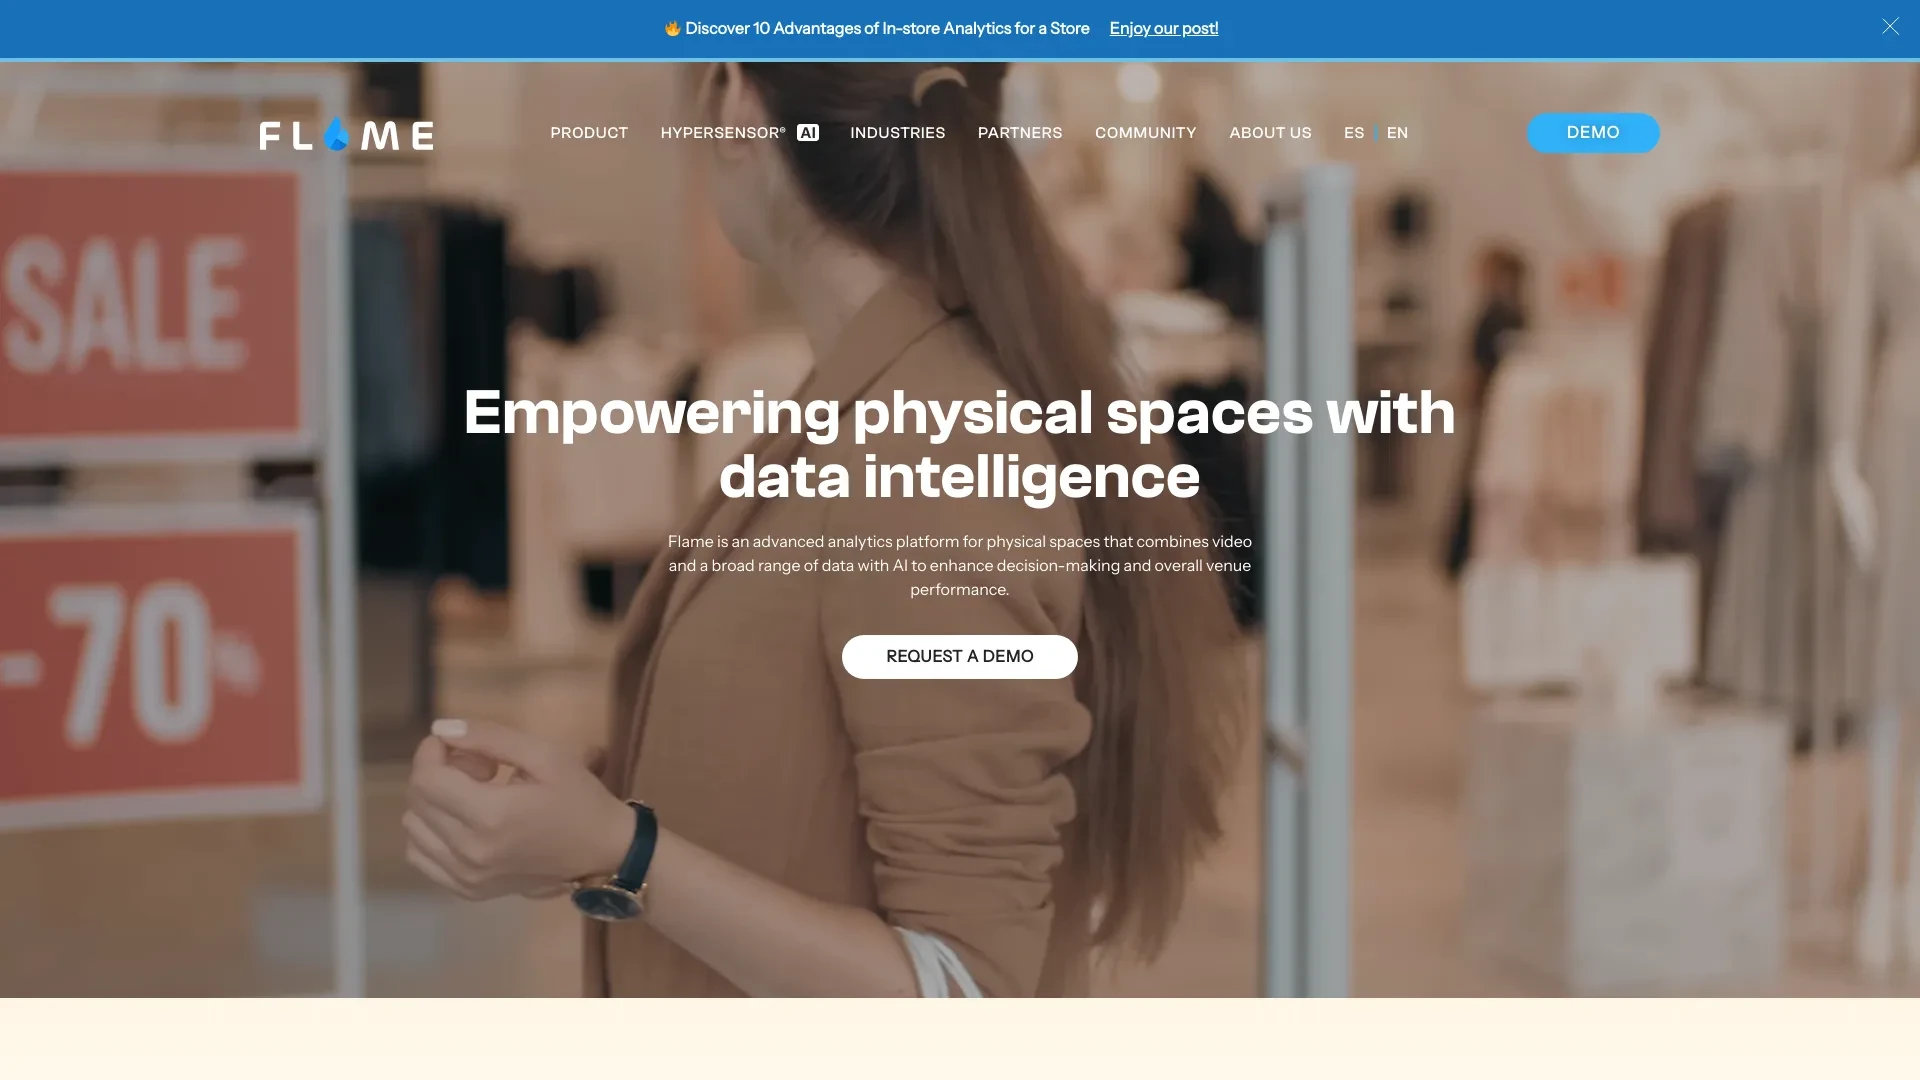 🔥 Discover 10 Advantages of In-store Analytics for a Store Enjoy our post!
FLAME
PRODUCT HYPERSENSOR® AI INDUSTRIES PARTNERS COMMUNITY ABOUT US ES EN DEMO
SALE
-70%
Empowering physical spaces with
data intelligence
Flame is an advanced analytics platform for physical spaces that combines video
and a broad range of data with AI to enhance decision-making and overall venue
performance.
REQUEST A DEMO